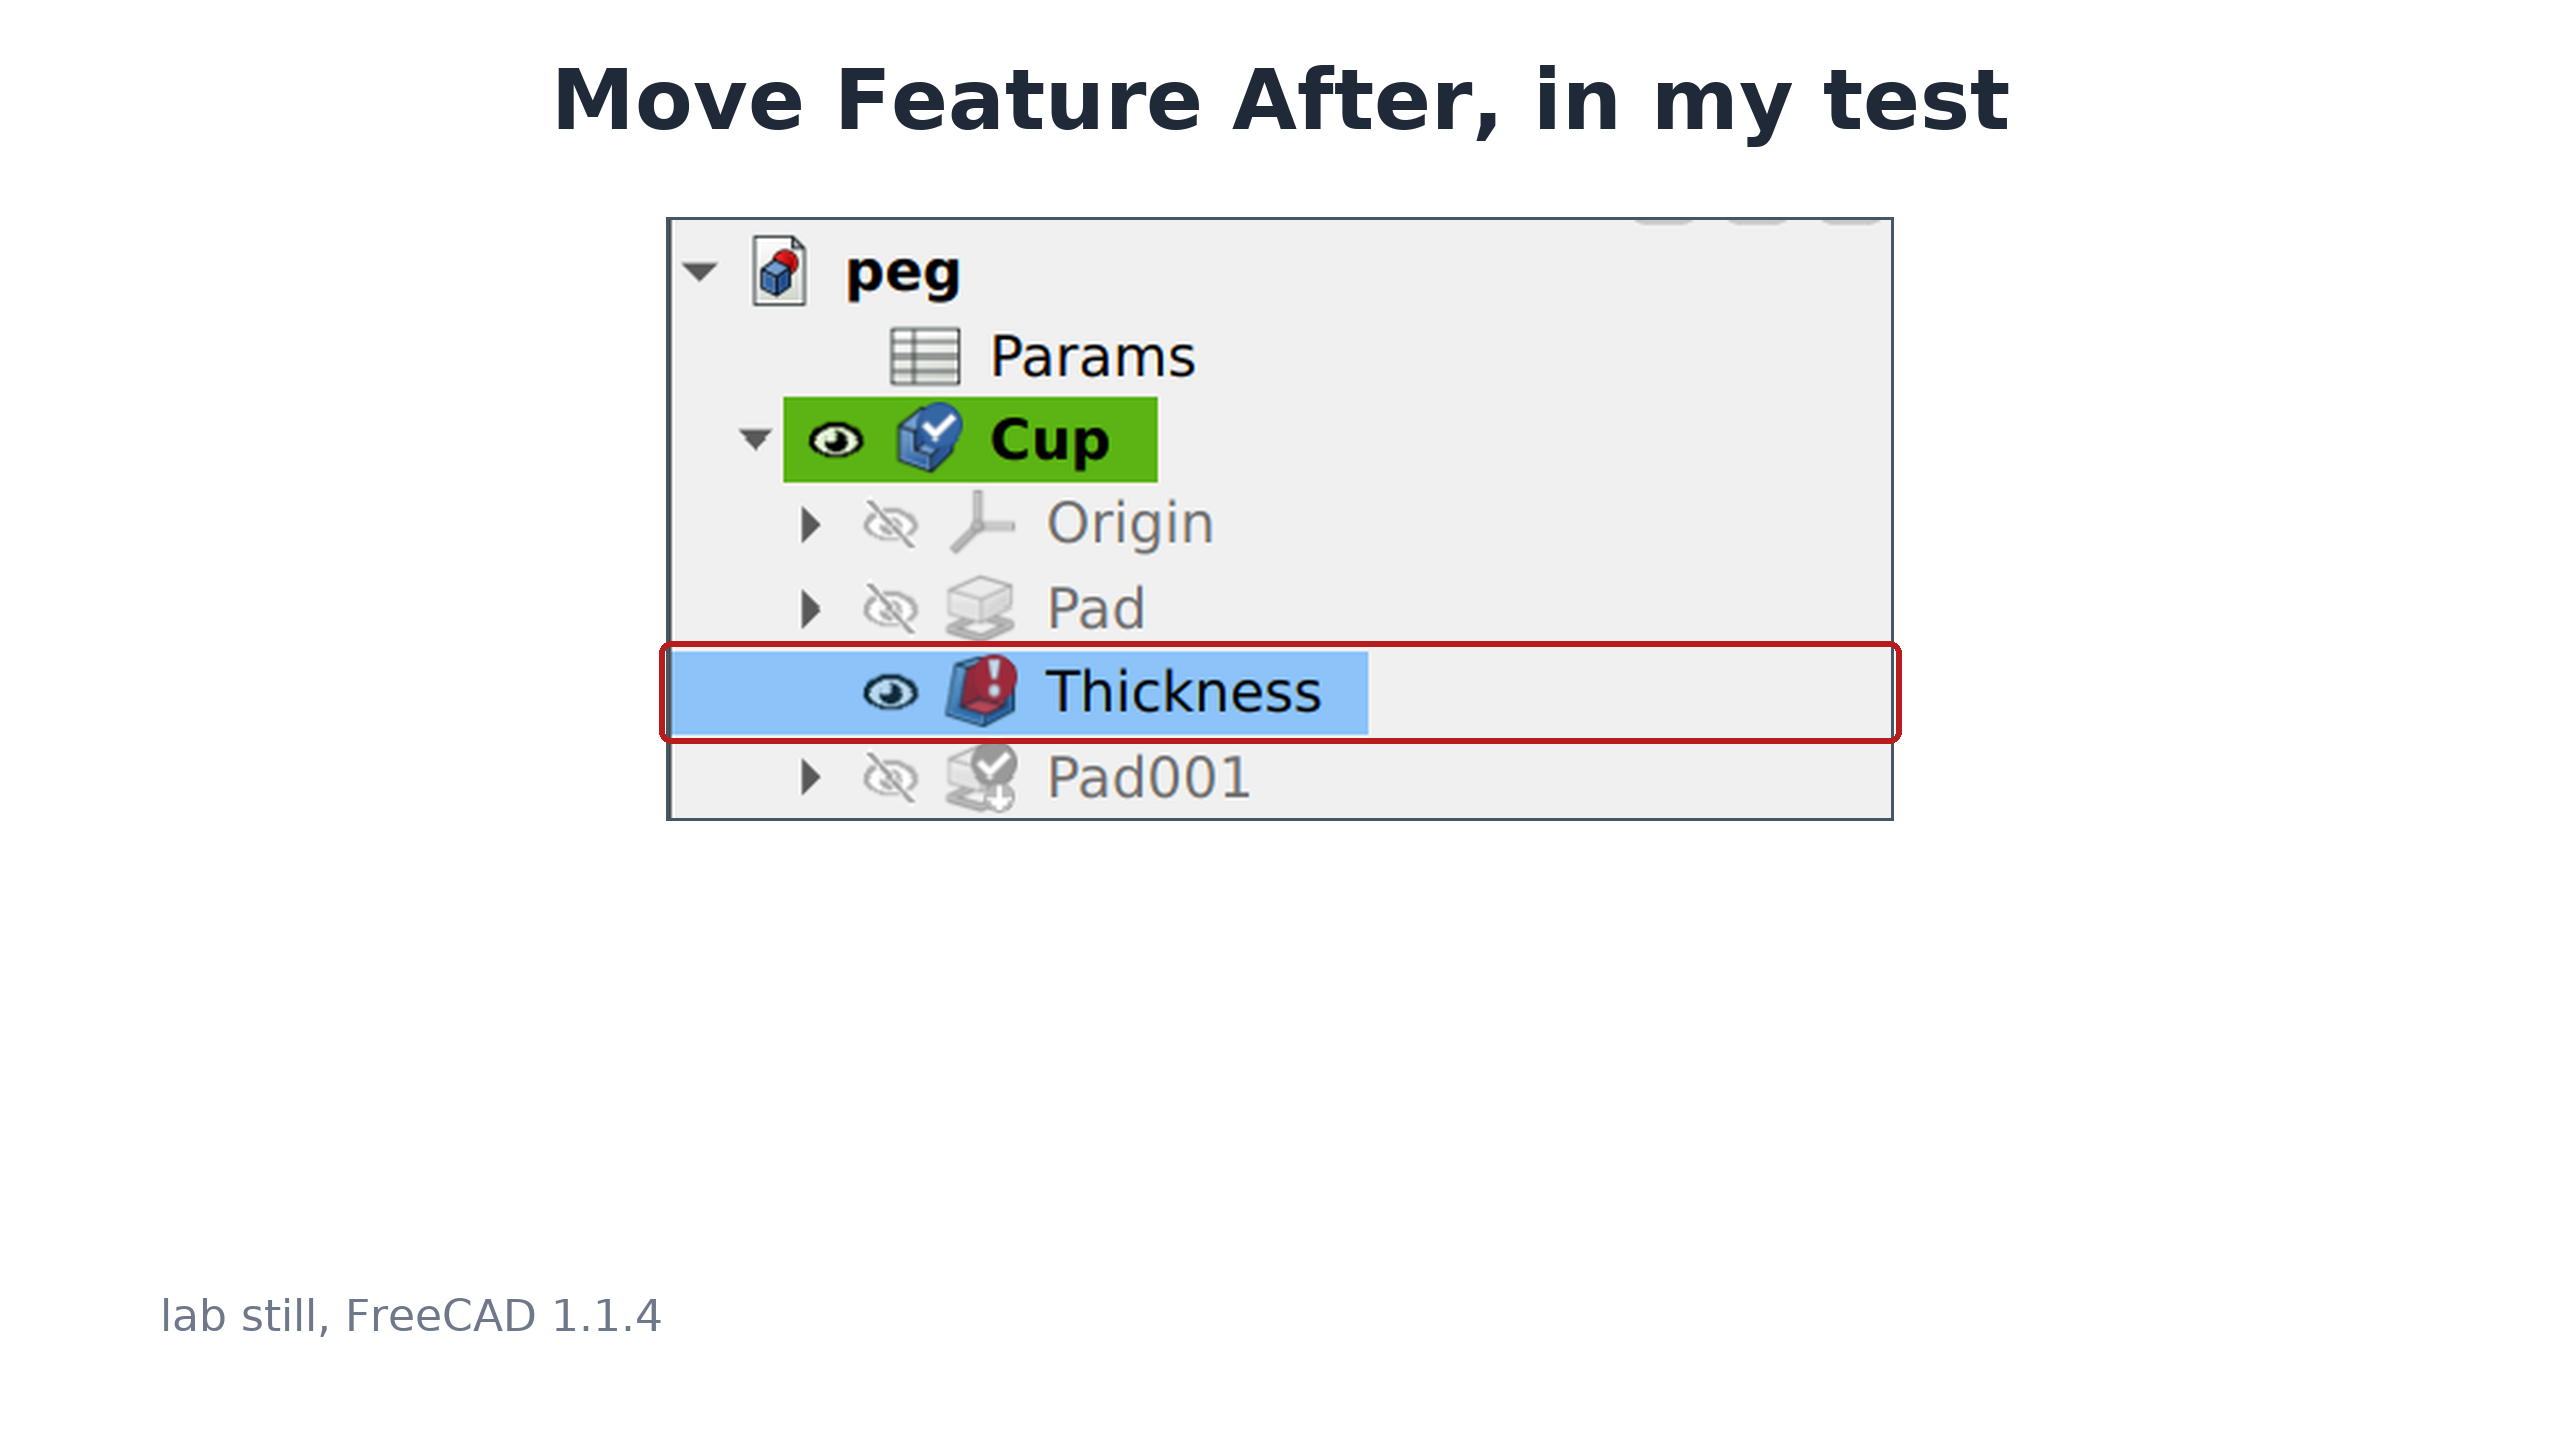 Move Feature After, in my test
peg
Params
Cup
Origin
Pad
Thickness
Pad001
lab still, FreeCAD 1.1.4